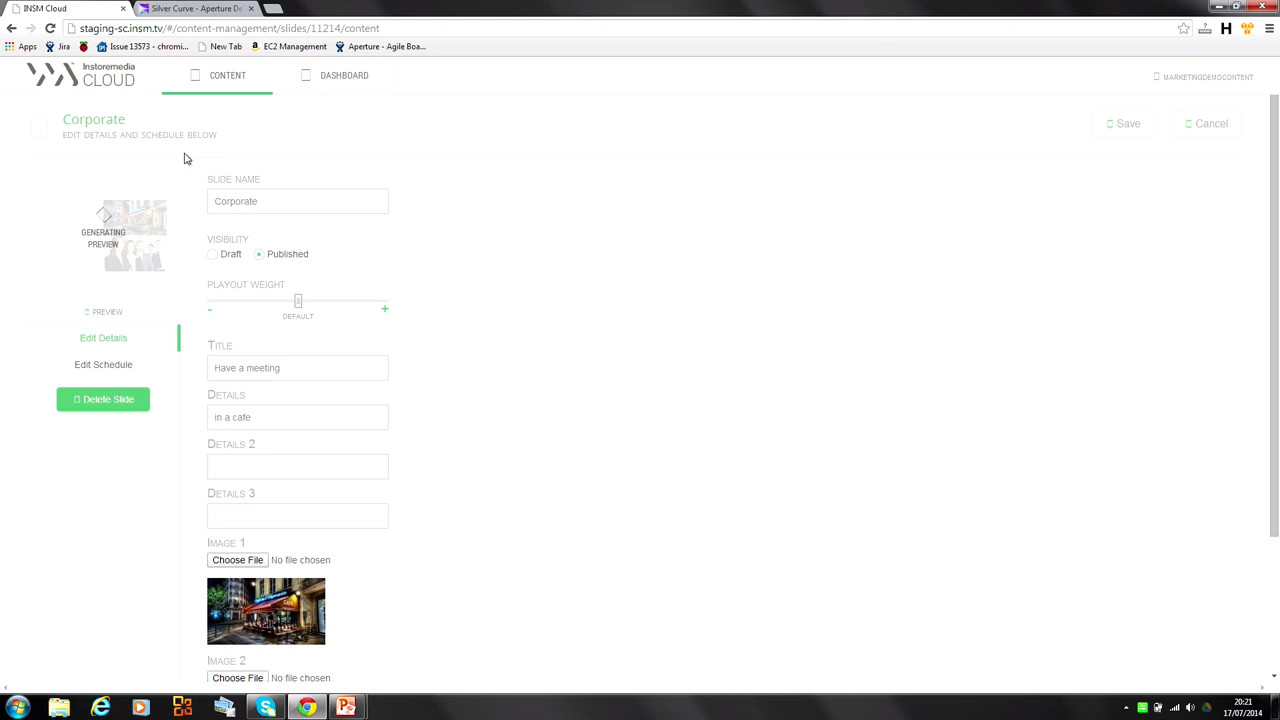 INSM Cloud
Silver Curve - Aperture De
staging-sc.insm.tv/#/content-management/slides/11214/content
Apps
Jira
Issue 13573 - chromi...
New Tab
EC2 Management
Aperture - Agile Boa...
Instoremedia
CLOUD
CONTENT
DASHBOARD
MARKETINGDEMOCONTENT
Corporate
EDIT DETAILS AND SCHEDULE BELOW
Save
Cancel
SLIDE NAME
Corporate
GENERATING
PREVIEW
VISIBILITY
Draft
Published
PLAYOUT WEIGHT
- +
DEFAULT
PREVIEW
Edit Details
Edit Schedule
Delete Slide
TITLE
Have a meeting
DETAILS
in a cafe
DETAILS 2
DETAILS 3
IMAGE 1
Choose File No file chosen
IMAGE 2
Choose File No file chosen
20:21
17/07/2014